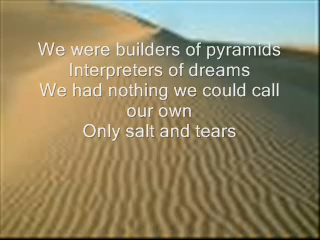 We were builders of pyramids
Interpreters of dreams
We had nothing we could call
our own
Only salt and tears